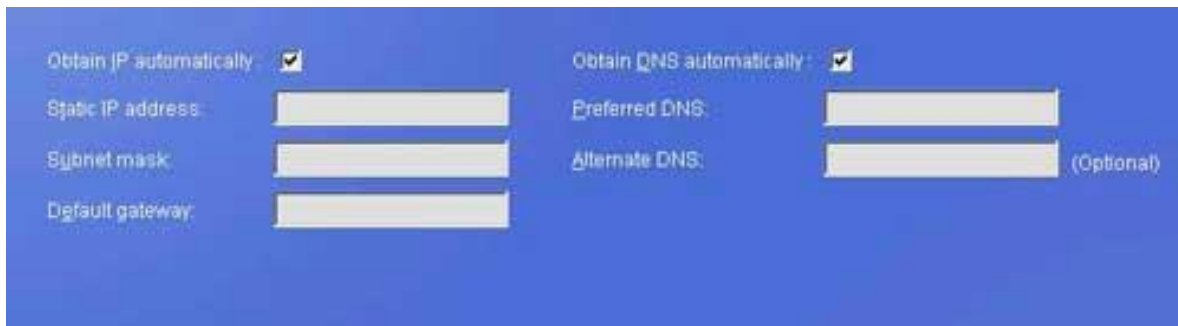 Obtain IP automatically:
Static IP address:
Subnet mask:
Default gateway:
Obtain DNS automatically:
Preferred DNS:
Alternate DNS:
(Optional)